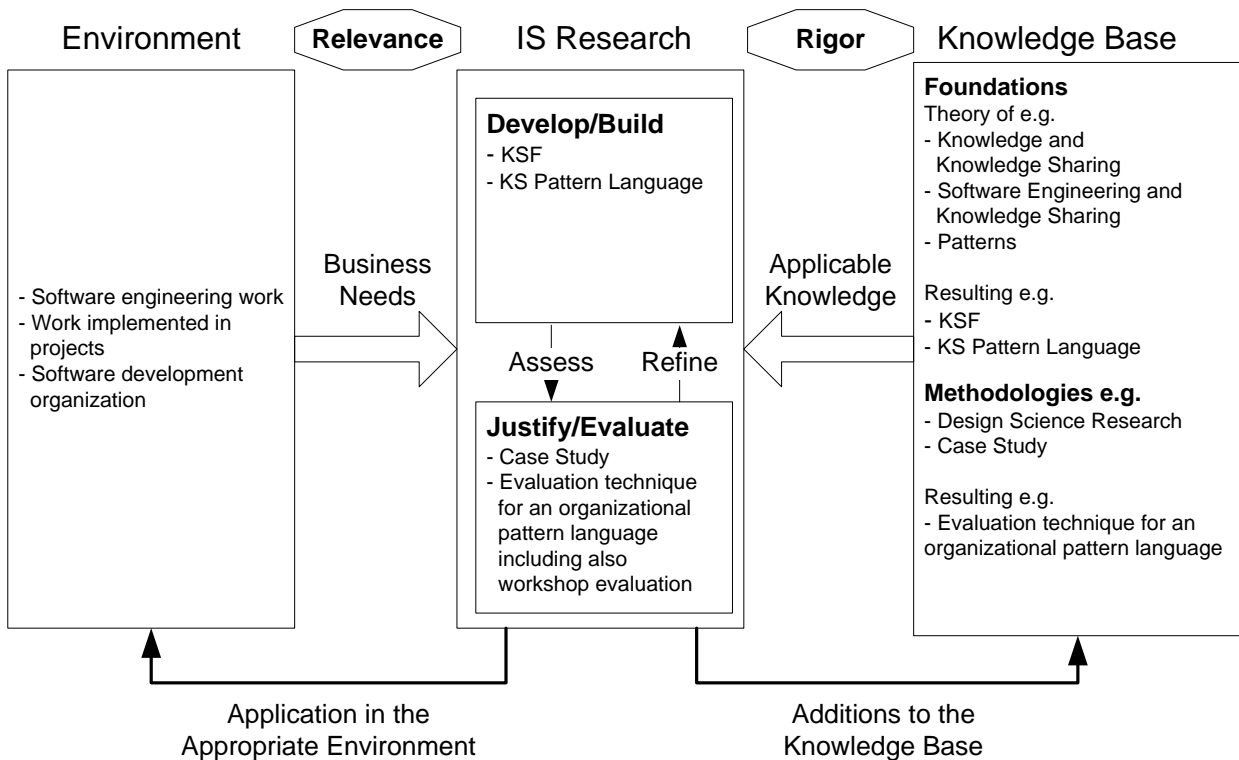 Environment
Relevance
IS Research
Rigor
Knowledge Base
- Software engineering work
- Work implemented in
projects
- Software development
organization
Business
Needs
Develop/Build
- KSF
- KS Pattern Language
Assess
Refine
Justify/Evaluate
- Case Study
- Evaluation technique
for an organizational
pattern language
including also
workshop evaluation
Applicable
Knowledge
Foundations
Theory of e.g.
- Knowledge and
Knowledge Sharing
- Software Engineering and
Knowledge Sharing
- Patterns
Resulting e.g.
- KSF
- KS Pattern Language
Methodologies e.g.
- Design Science Research
- Case Study
Resulting e.g.
- Evaluation technique for an
organizational pattern language
Application in the
Appropriate Environment
Additions to the
Knowledge Base